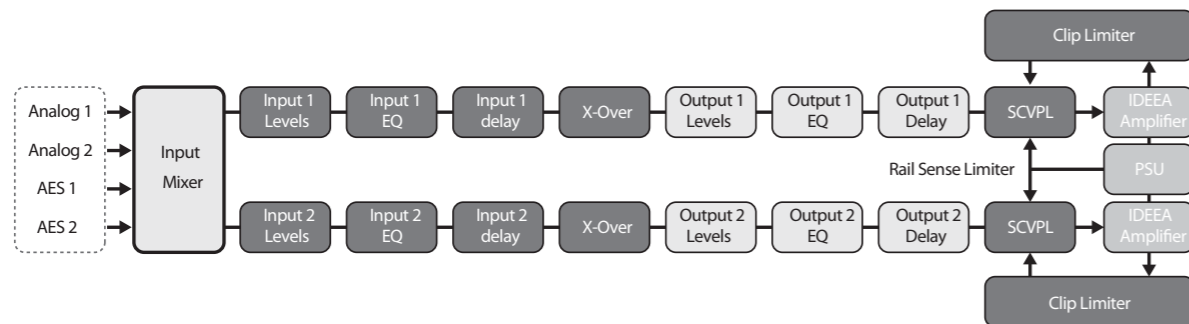 Clip Limiter
Analog 1
Analog 2
AES 1
AES 2
Input
Mixer
Input 1
Levels
Input 1
EQ
Input 1
delay
X-Over
Output 1
Levels
Output 1
EQ
Output 1
Delay
SCVPL
IDEEA
Amplifier
Rail Sense Limiter
PSU
Input 2
Levels
Input 2
EQ
Input 2
delay
X-Over
Output 2
Levels
Output 2
EQ
Output 2
Delay
SCVPL
IDEEA
Amplifier
Clip Limiter